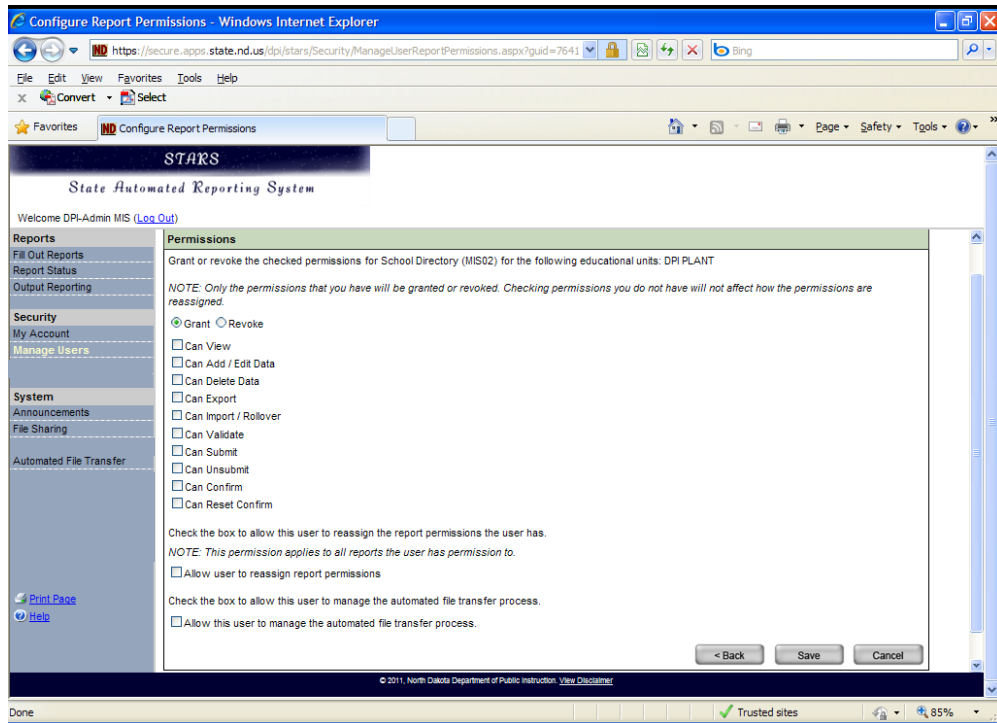 Configure Report Permissions - Windows Internet Explorer
https://secure.apps.state.nd.us/dpi/stars/Security/ManageUserReportPermissions.aspx?guid=7641
Bing
File Edit View Favorites Tools Help
x Convert Select
Favorites
ND Configure Report Permissions
Page Safety Tools
STARS
State Automated Reporting System
Welcome DPI-Admin MIS (Log Out)
Reports
Fill Out Reports
Report Status
Output Reporting
Security
My Account
Manage Users
System
Announcements
File Sharing
Automated File Transfer
Print Page
Help
Permissions
Grant or revoke the checked permissions for School Directory (MIS02) for the following educational units: DPI PLANT
NOTE: Only the permissions that you have will be granted or revoked. Checking permissions you do not have will not affect how the permissions are
reassigned.
Grant Revoke
Can View
Can Add / Edit Data
Can Delete Data
Can Export
Can Import / Rollover
Can Validate
Can Submit
Can Unsubmit
Can Confirm
Can Reset Confirm
Check the box to allow this user to reassign the report permissions the user has.
NOTE: This permission applies to all reports the user has permission to.
Allow user to reassign report permissions
Check the box to allow this user to manage the automated file transfer process.
Allow this user to manage the automated file transfer process.
< Back Save Cancel
© 2011, North Dakota Department of Public Instruction. View Disclaimer
Done
Trusted sites
85%